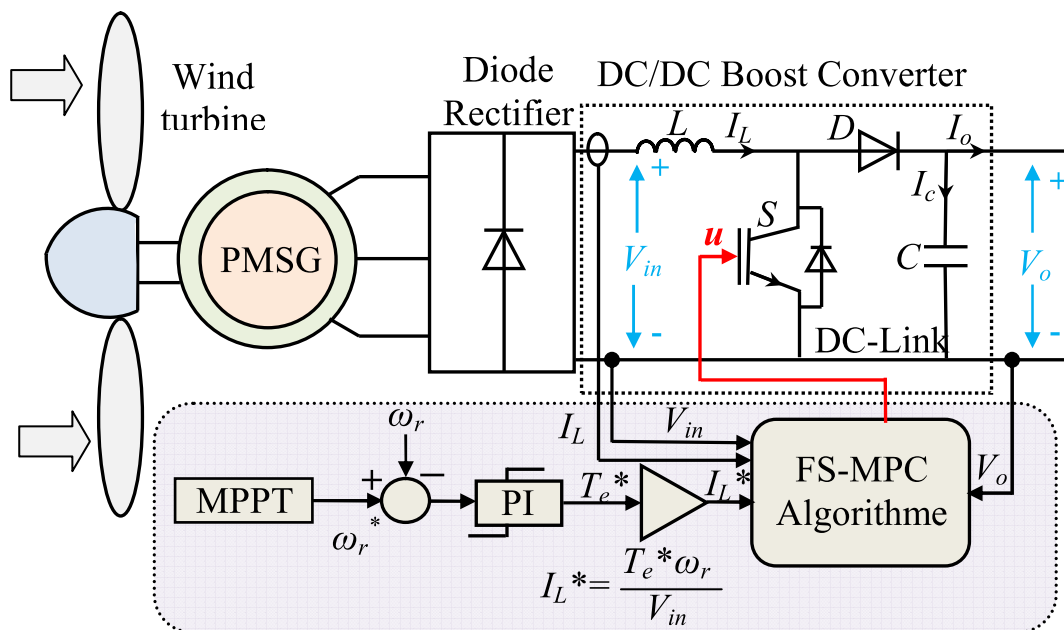 Wind
turbine
Diode
Rectifier
DC/DC Boost Converter
L
I_L
D
I_o
+
+
I_c
S
u
PMSG
V_in
C
V_o
-
-
DC-Link
ω_r
I_L
V_in
+
−
MPPT
ω_r*
PI
T_e*
I_L*
FS-MPC
Algorithme
V_o
I_L*= T_e*ω_r / V_in